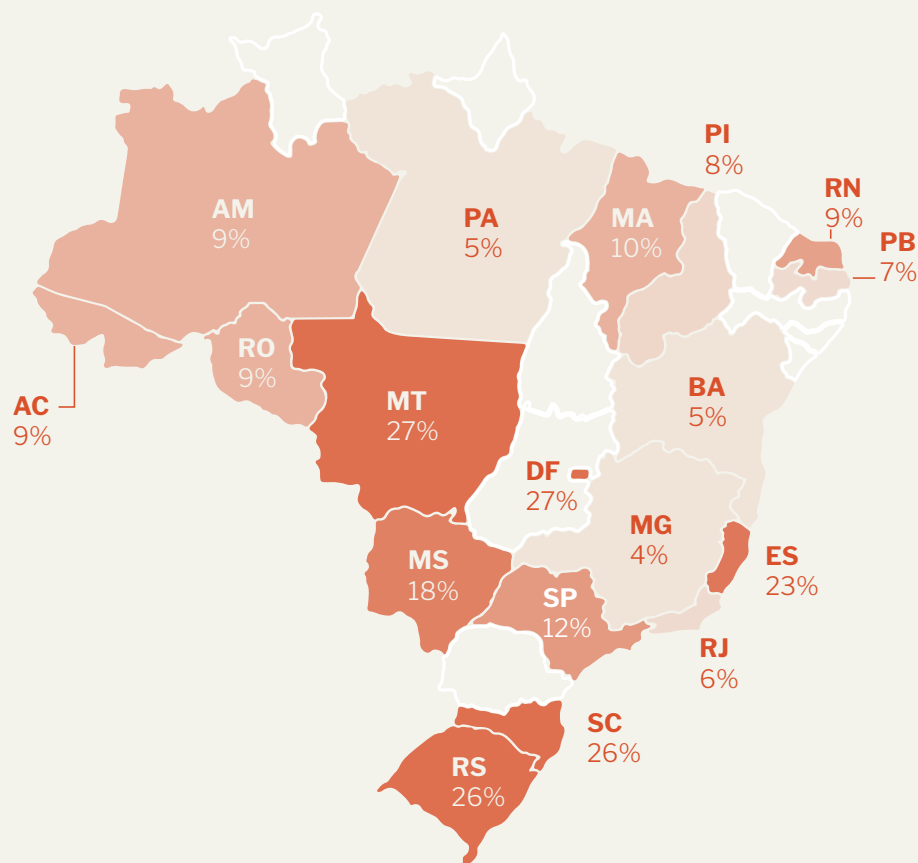 PI
8%
RN
9%
AM
9%
PA
5%
MA
10%
PB
7%
RO
9%
AC
9%
MT
27%
BA
5%
DF
27%
MG
4%
MS
18%
ES
23%
SP
12%
RJ
6%
SC
26%
RS
26%